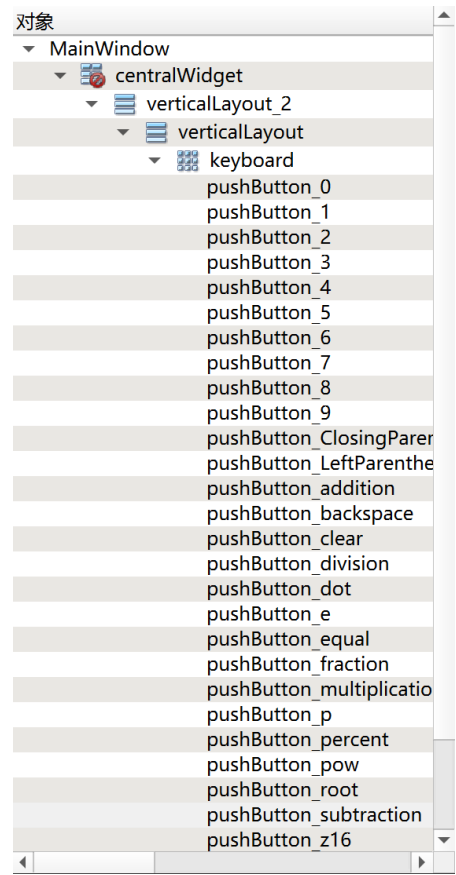 对象
MainWindow
centralWidget
verticalLayout_2
verticalLayout
keyboard
pushButton_0
pushButton_1
pushButton_2
pushButton_3
pushButton_4
pushButton_5
pushButton_6
pushButton_7
pushButton_8
pushButton_9
pushButton_ClosingParen
pushButton_LeftParenthe
pushButton_addition
pushButton_backspace
pushButton_clear
pushButton_division
pushButton_dot
pushButton_e
pushButton_equal
pushButton_fraction
pushButton_multiplicatio
pushButton_p
pushButton_percent
pushButton_pow
pushButton_root
pushButton_subtraction
pushButton_z16